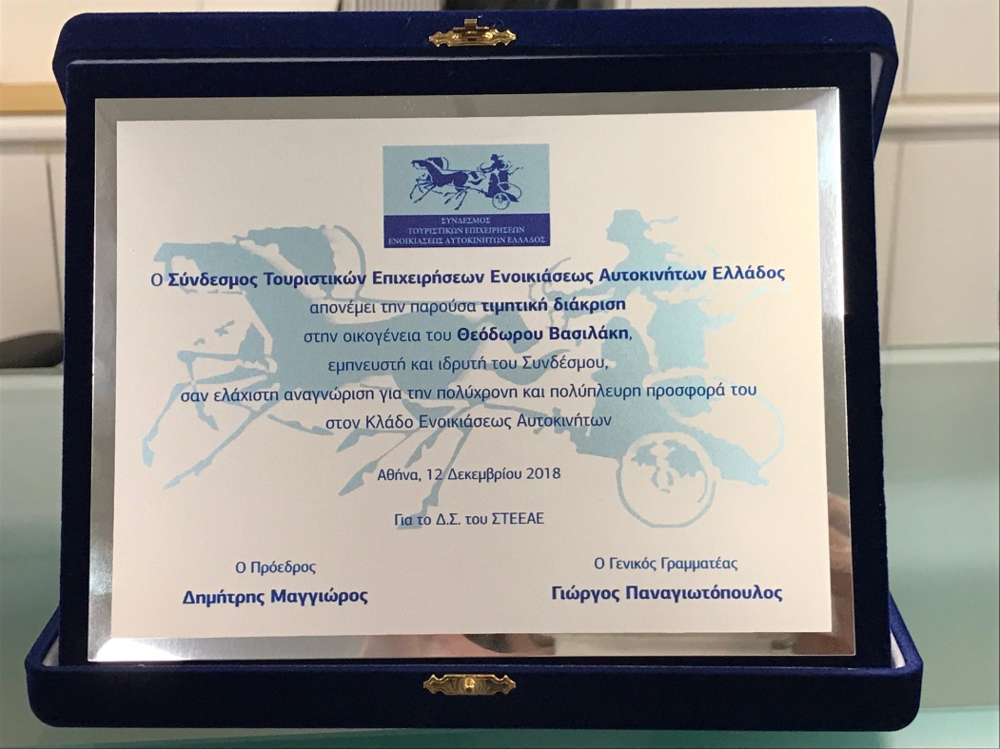 ΣΥΝΔΕΣΜΟΣ
ΤΟΥΡΙΣΤΙΚΩΝ ΕΠΙΧΕΙΡΗΣΕΩΝ
ΕΝΟΙΚΙΑΣΕΩΣ ΑΥΤΟΚΙΝΗΤΩΝ ΕΛΛΑΔΟΣ
Ο Σύνδεσμος Τουριστικών Επιχειρήσεων Ενοικιάσεως Αυτοκινήτων Ελλάδος
απονέμει την παρούσα τιμητική διάκριση
στην οικογένεια του Θεόδωρου Βασιλάκη,
εμπνευστή και ιδρυτή του Συνδέσμου,
σαν ελάχιστη αναγνώριση για την πολύχρονη και πολύπλευρη προσφορά του
στον Κλάδο Ενοικιάσεως Αυτοκινήτων
Αθήνα, 12 Δεκεμβρίου 2018
Για το Δ.Σ. του ΣΤΕΕΑΕ
Ο Πρόεδρος
Δημήτρης Μαγγιώρος
Ο Γενικός Γραμματέας
Γιώργος Παναγιωτόπουλος